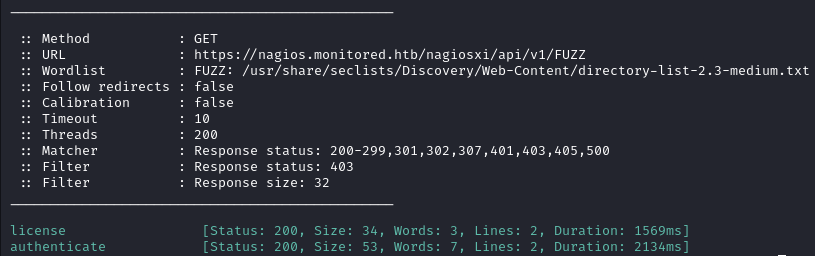 :: Method : GET
:: URL : https://nagios.monitored.htb/nagiosxi/api/v1/FUZZ
:: Wordlist : FUZZ: /usr/share/seclists/Discovery/Web-Content/directory-list-2.3-medium.txt
:: Follow redirects : false
:: Calibration : false
:: Timeout : 10
:: Threads : 200
:: Matcher : Response status: 200-299,301,302,307,401,403,405,500
:: Filter : Response status: 403
:: Filter : Response size: 32
license [Status: 200, Size: 34, Words: 3, Lines: 2, Duration: 1569ms]
authenticate [Status: 200, Size: 53, Words: 7, Lines: 2, Duration: 2134ms]